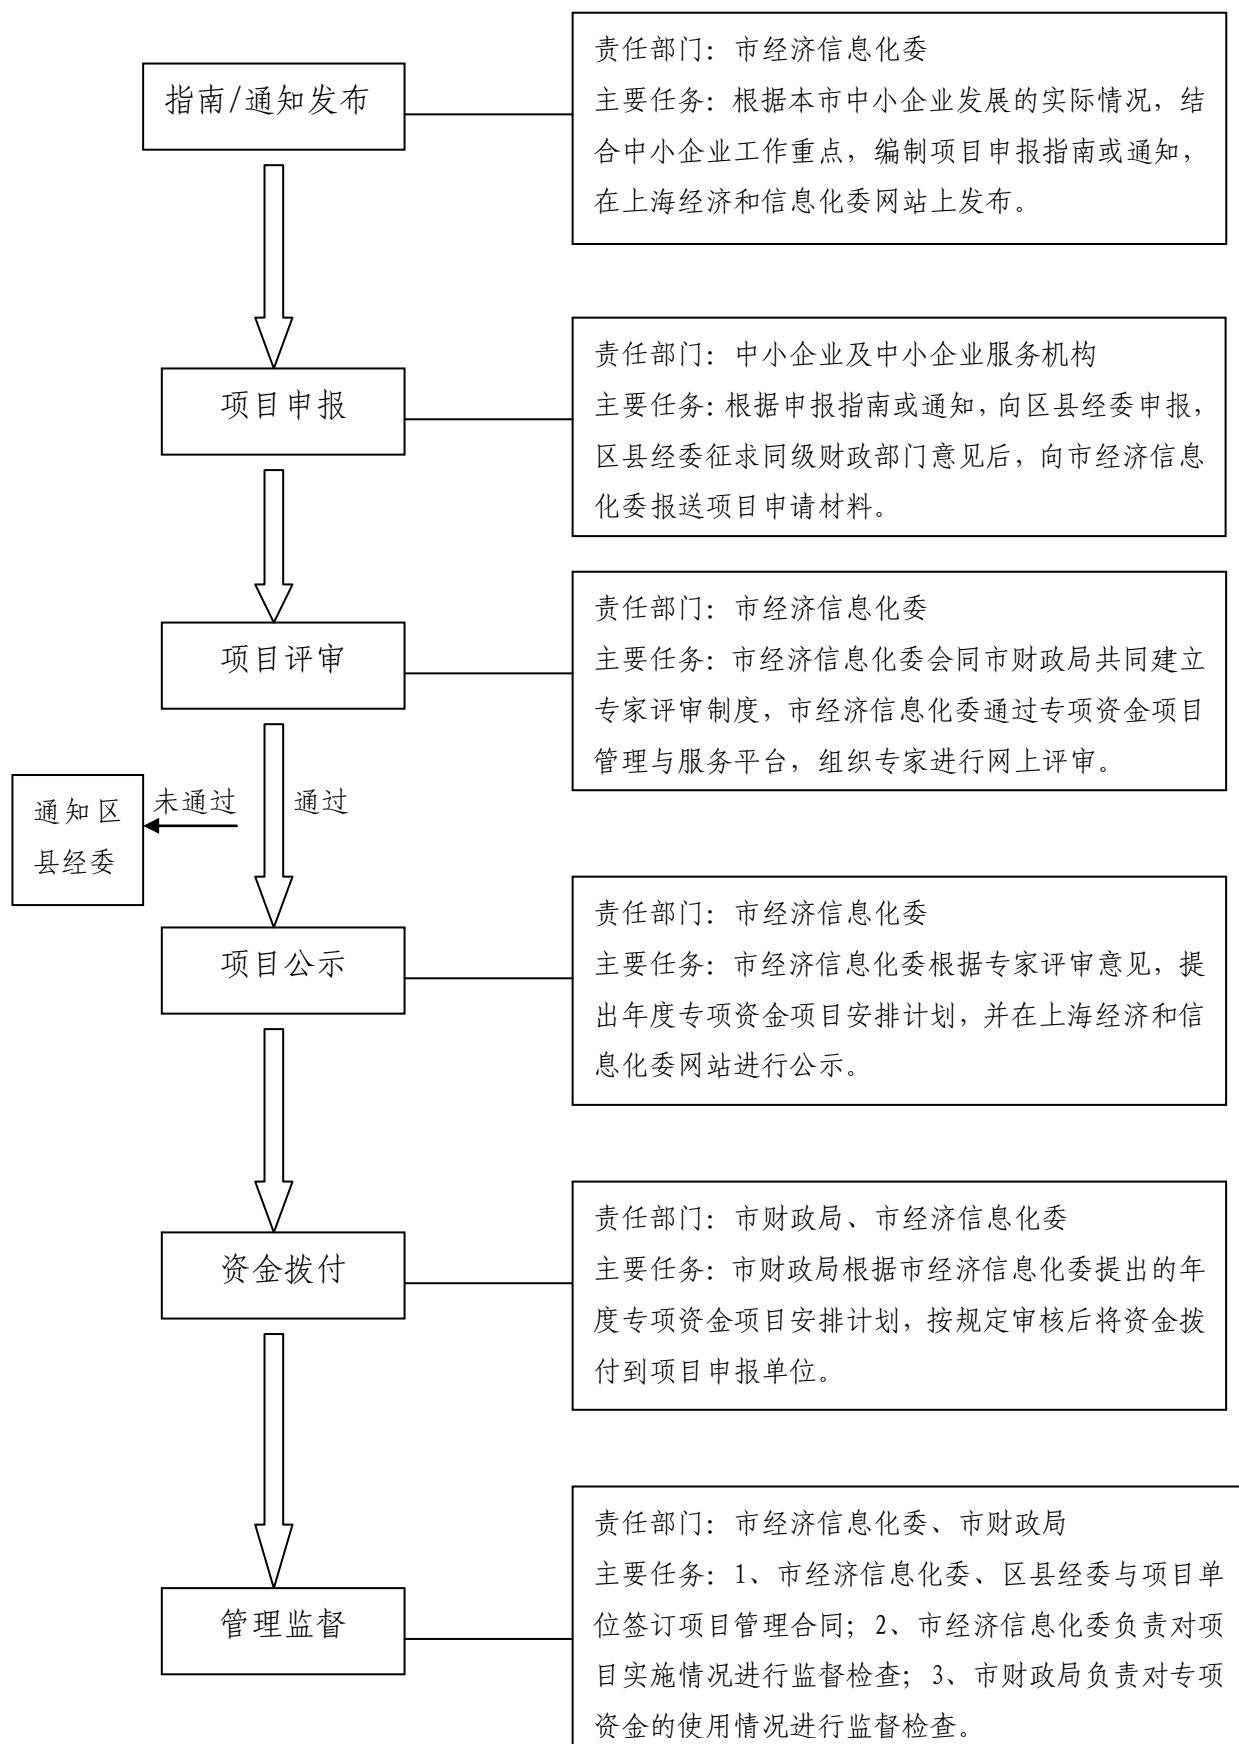 指南/通知发布
责任部门：市经济信息化委
主要任务：根据本市中小企业发展的实际情况，结
合中小企业工作重点，编制项目申报指南或通知，
在上海经济和信息化委网站上发布。
项目申报
责任部门：中小企业及中小企业服务机构
主要任务：根据申报指南或通知，向区县经委申报，
区县经委征求同级财政部门意见后，向市经济信息
化委报送项目申请材料。
项目评审
责任部门：市经济信息化委
主要任务：市经济信息化委会同市财政局共同建立
专家评审制度，市经济信息化委通过专项资金项目
管理与服务平台，组织专家进行网上评审。
通知区
县经委
未通过
通过
项目公示
责任部门：市经济信息化委
主要任务：市经济信息化委根据专家评审意见，提
出年度专项资金项目安排计划，并在上海经济和信
息化委网站进行公示。
资金拨付
责任部门：市财政局、市经济信息化委
主要任务：市财政局根据市经济信息化委提出的年
度专项资金项目安排计划，按规定审核后将资金拨
付到项目申报单位。
管理监督
责任部门：市经济信息化委、市财政局
主要任务：1、市经济信息化委、区县经委与项目单
位签订项目管理合同；2、市经济信息化委负责对项
目实施情况进行监督检查；3、市财政局负责对专项
资金的使用情况进行监督检查。